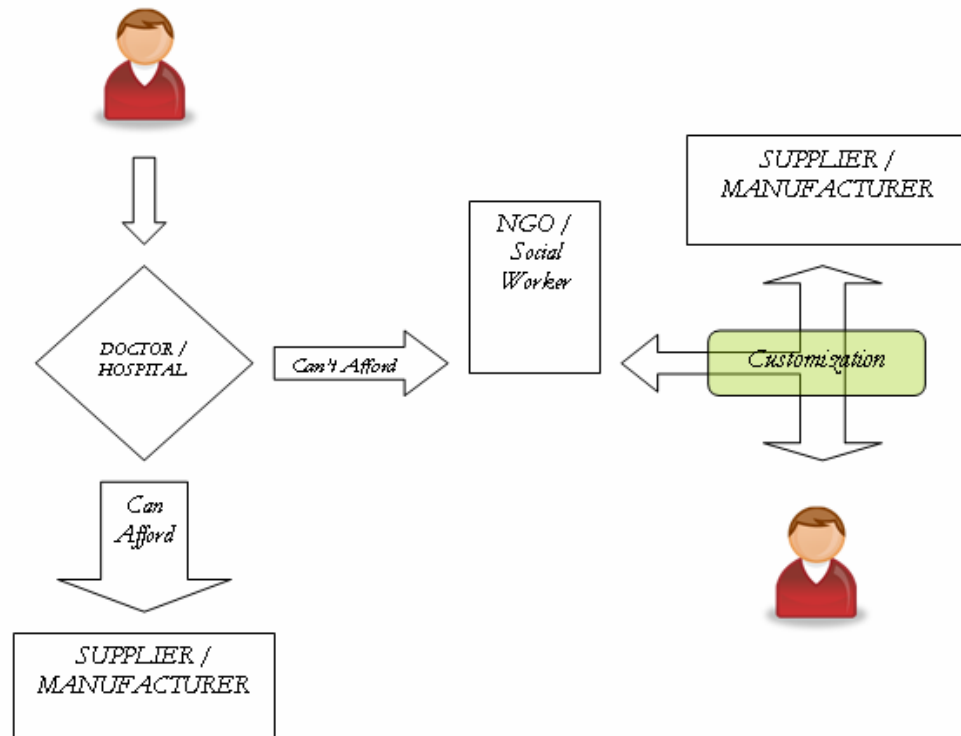 SUPPLIER /
MANUFACTURER
NGO /
Social
Worker
DOCTOR /
HOSPITAL
Can't Afford
Customization
Can
Afford
SUPPLIER /
MANUFACTURER